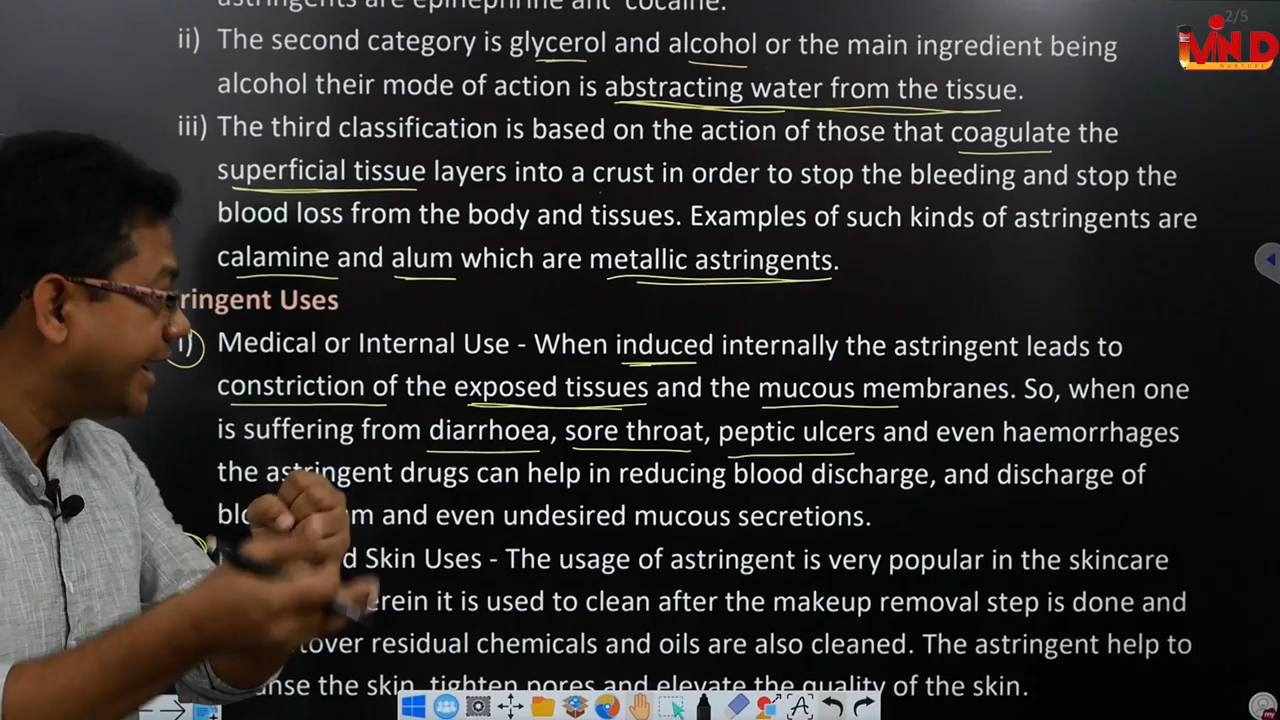 astringents are epinephrine cocaine.
2/5
ii) The second category is glycerol and alcohol or the main ingredient being
alcohol their mode of action is abstracting water from the tissue.
iii) The third classification is based on the action of those that coagulate the
superficial tissue layers into a crust in order to stop the bleeding and stop the
blood loss from the body and tissues. Examples of such kinds of astringents are
calamine and alum which are metallic astringents.
ringent Uses
i) Medical or Internal Use - When induced internally the astringent leads to
constriction of the exposed tissues and the mucous membranes. So, when one
is suffering from diarrhoea, sore throat, peptic ulcers and even haemorrhages
the astringent drugs can help in reducing blood discharge, and discharge of
blo m and even undesired mucous secretions.
d Skin Uses - The usage of astringent is very popular in the skincare
erein it is used to clean after the makeup removal step is done and
over residual chemicals and oils are also cleaned. The astringent help to
nse the skin, tighten pores and elevate the quality of the skin.